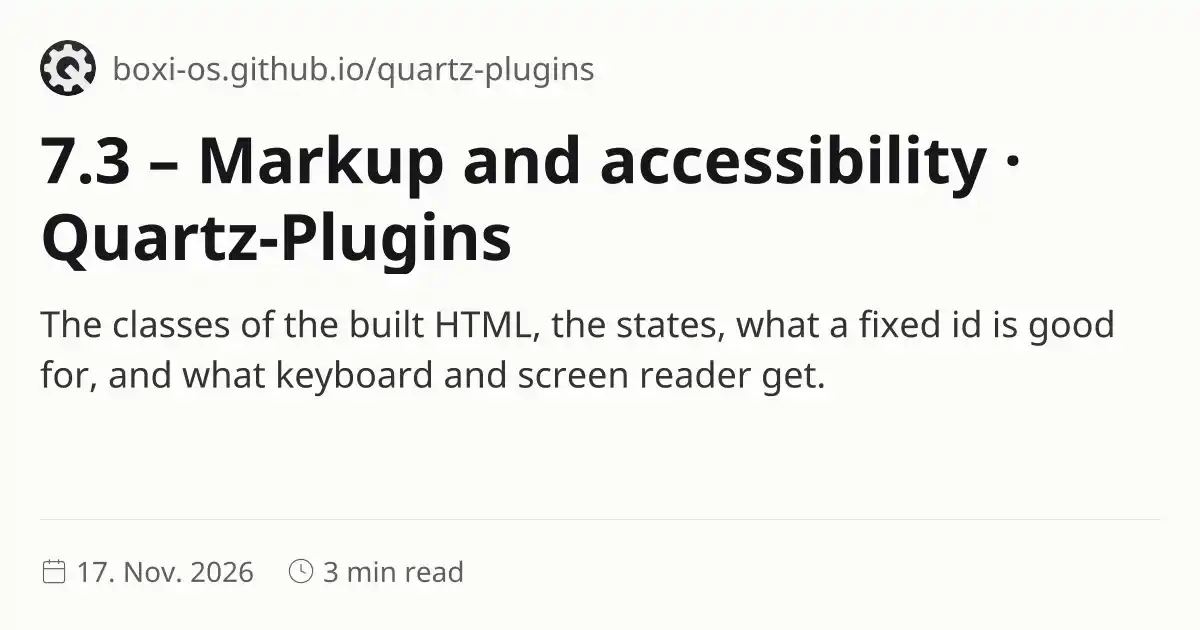 boxi-os.github.io/quartz-plugins
7.3 – Markup and accessibility ·
Quartz-Plugins
The classes of the built HTML, the states, what a fixed id is good
for, and what keyboard and screen reader get.
17. Nov. 2026
3 min read